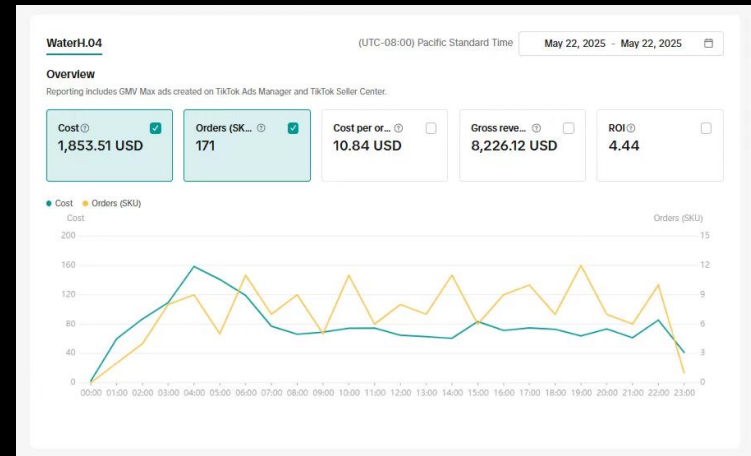 WaterH.04
(UTC-08:00) Pacific Standard Time
May 22, 2025 - May 22, 2025
Overview
Reporting includes GMV Max ads created on TikTok Ads Manager and TikTok Seller Center.
Cost
1,853.51 USD
Orders (SK...
171
Cost per or...
10.84 USD
Gross reve...
8,226.12 USD
ROI
4.44
Cost Orders (SKU)
Cost Orders (SKU)
200 15
160 12
120 9
80 6
40 3
0 0
00:00 01:00 02:00 03:00 04:00 05:00 06:00 07:00 08:00 09:00 10:00 11:00 12:00 13:00 14:00 15:00 16:00 17:00 18:00 19:00 20:00 21:00 22:00 23:00